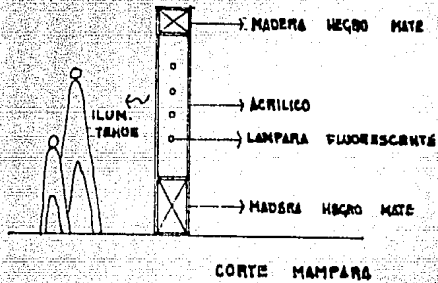 MADERA NEGRO MATE
ILUM.
TENUE
ACRILICO
LAMPARA FLUORESCENTE
MADERA NEGRO MATE
CORTE MAMPARA